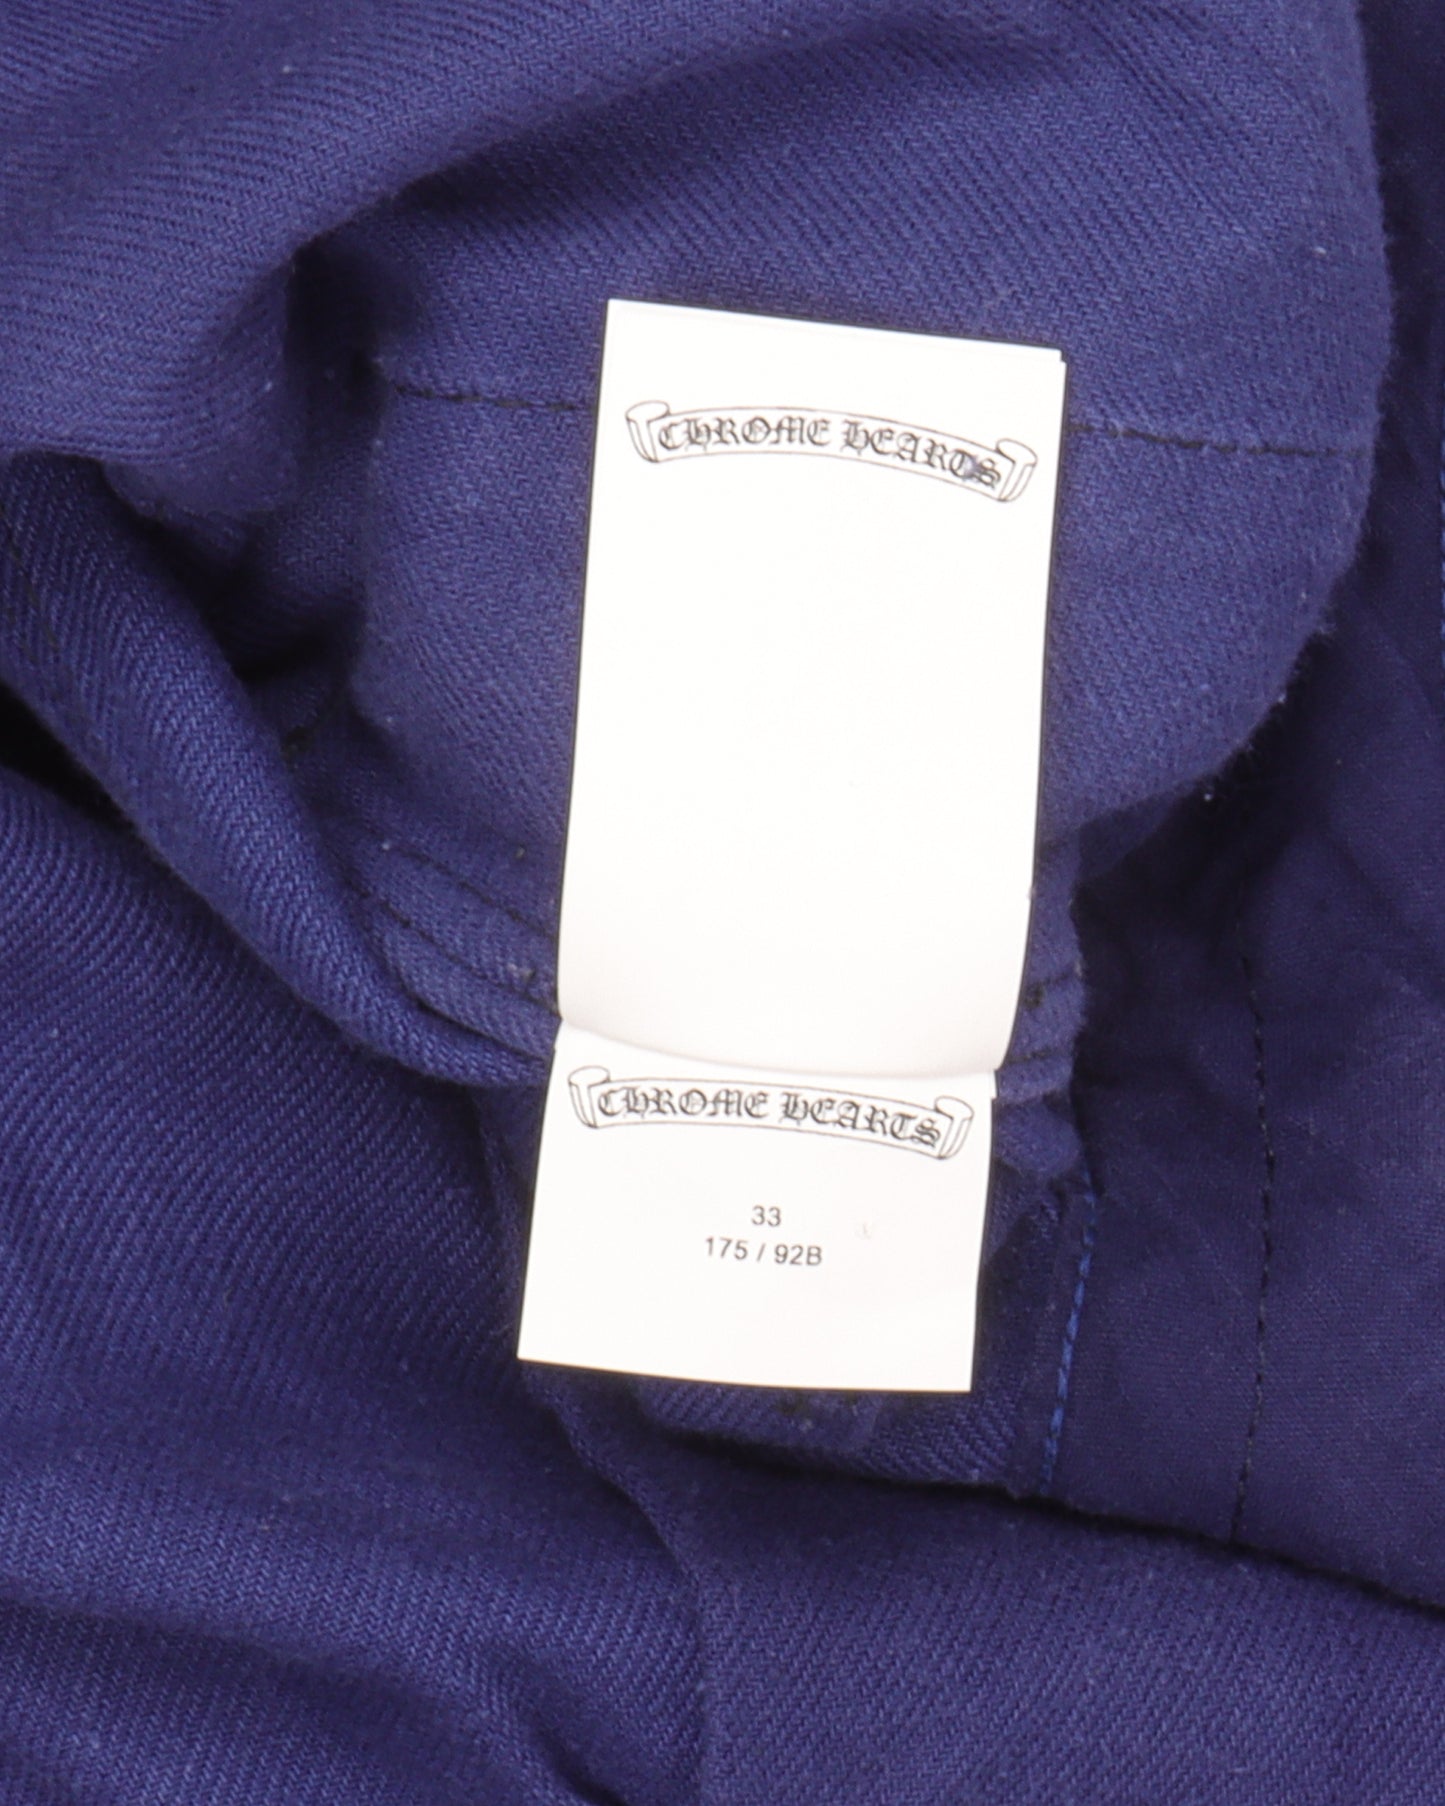 CHROME HEARTS
CHROME HEARTS
33
175 / 92B